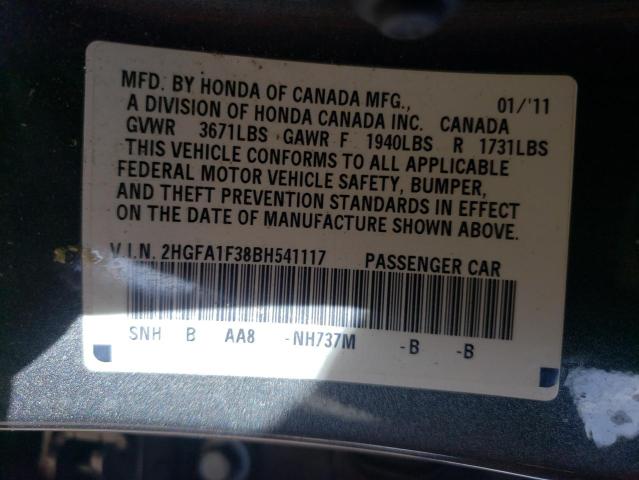 MFD. BY HONDA OF CANADA MFG., 01/'11
A DIVISION OF HONDA CANADA INC. CANADA
GVWR 3671LBS GAWR F 1940LBS R 1731LBS
THIS VEHICLE CONFORMS TO ALL APPLICABLE
FEDERAL MOTOR VEHICLE SAFETY, BUMPER,
AND THEFT PREVENTION STANDARDS IN EFFECT
ON THE DATE OF MANUFACTURE SHOWN ABOVE.
V.I.N. 2HGFA1F38BH541117 PASSENGER CAR
SNH B AA8 -NH737M -B -B